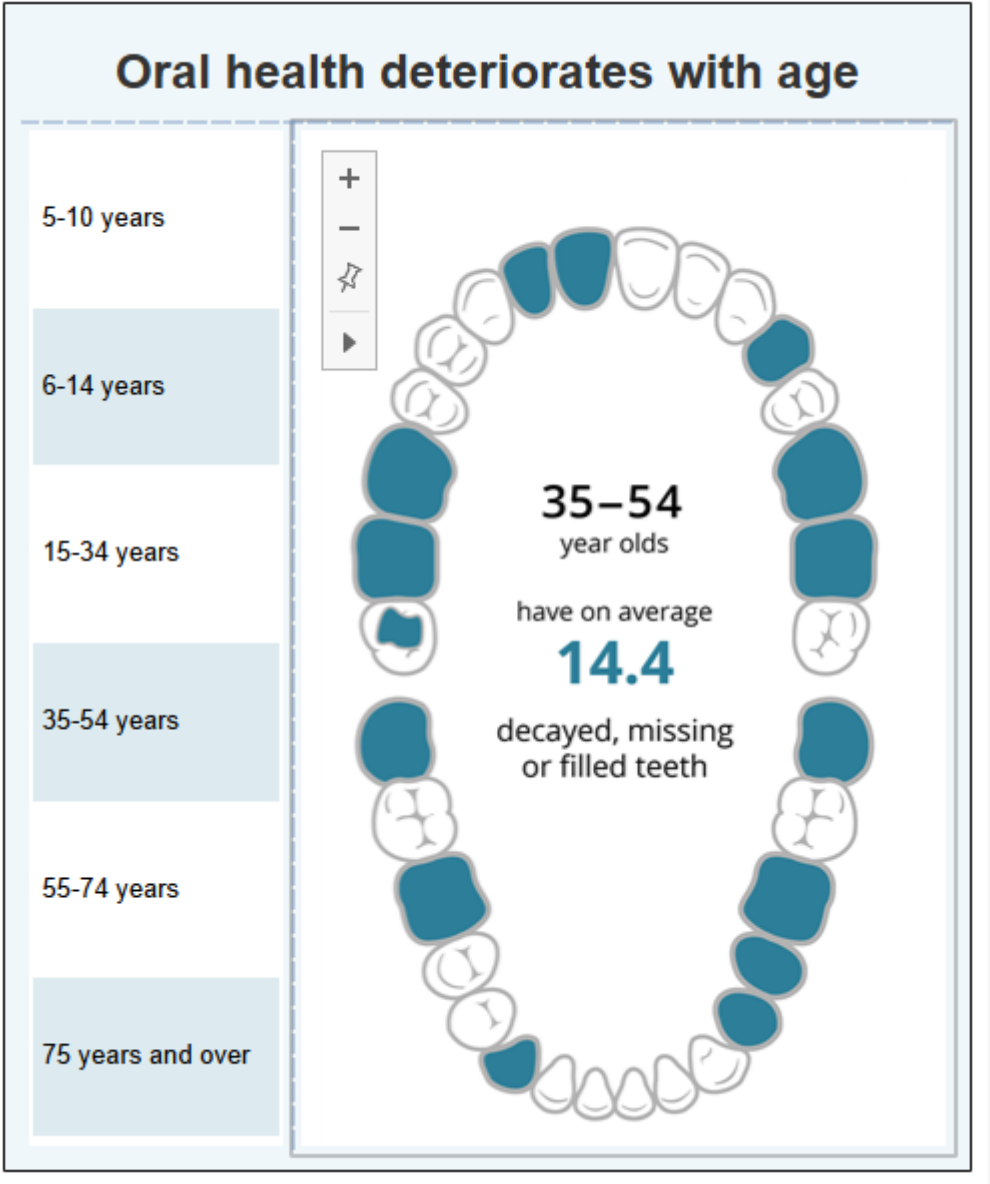 Oral health deteriorates with age
5-10 years
6-14 years
15-34 years
35-54 years
55-74 years
75 years and over
35–54
year olds
have on average
14.4
decayed, missing
or filled teeth